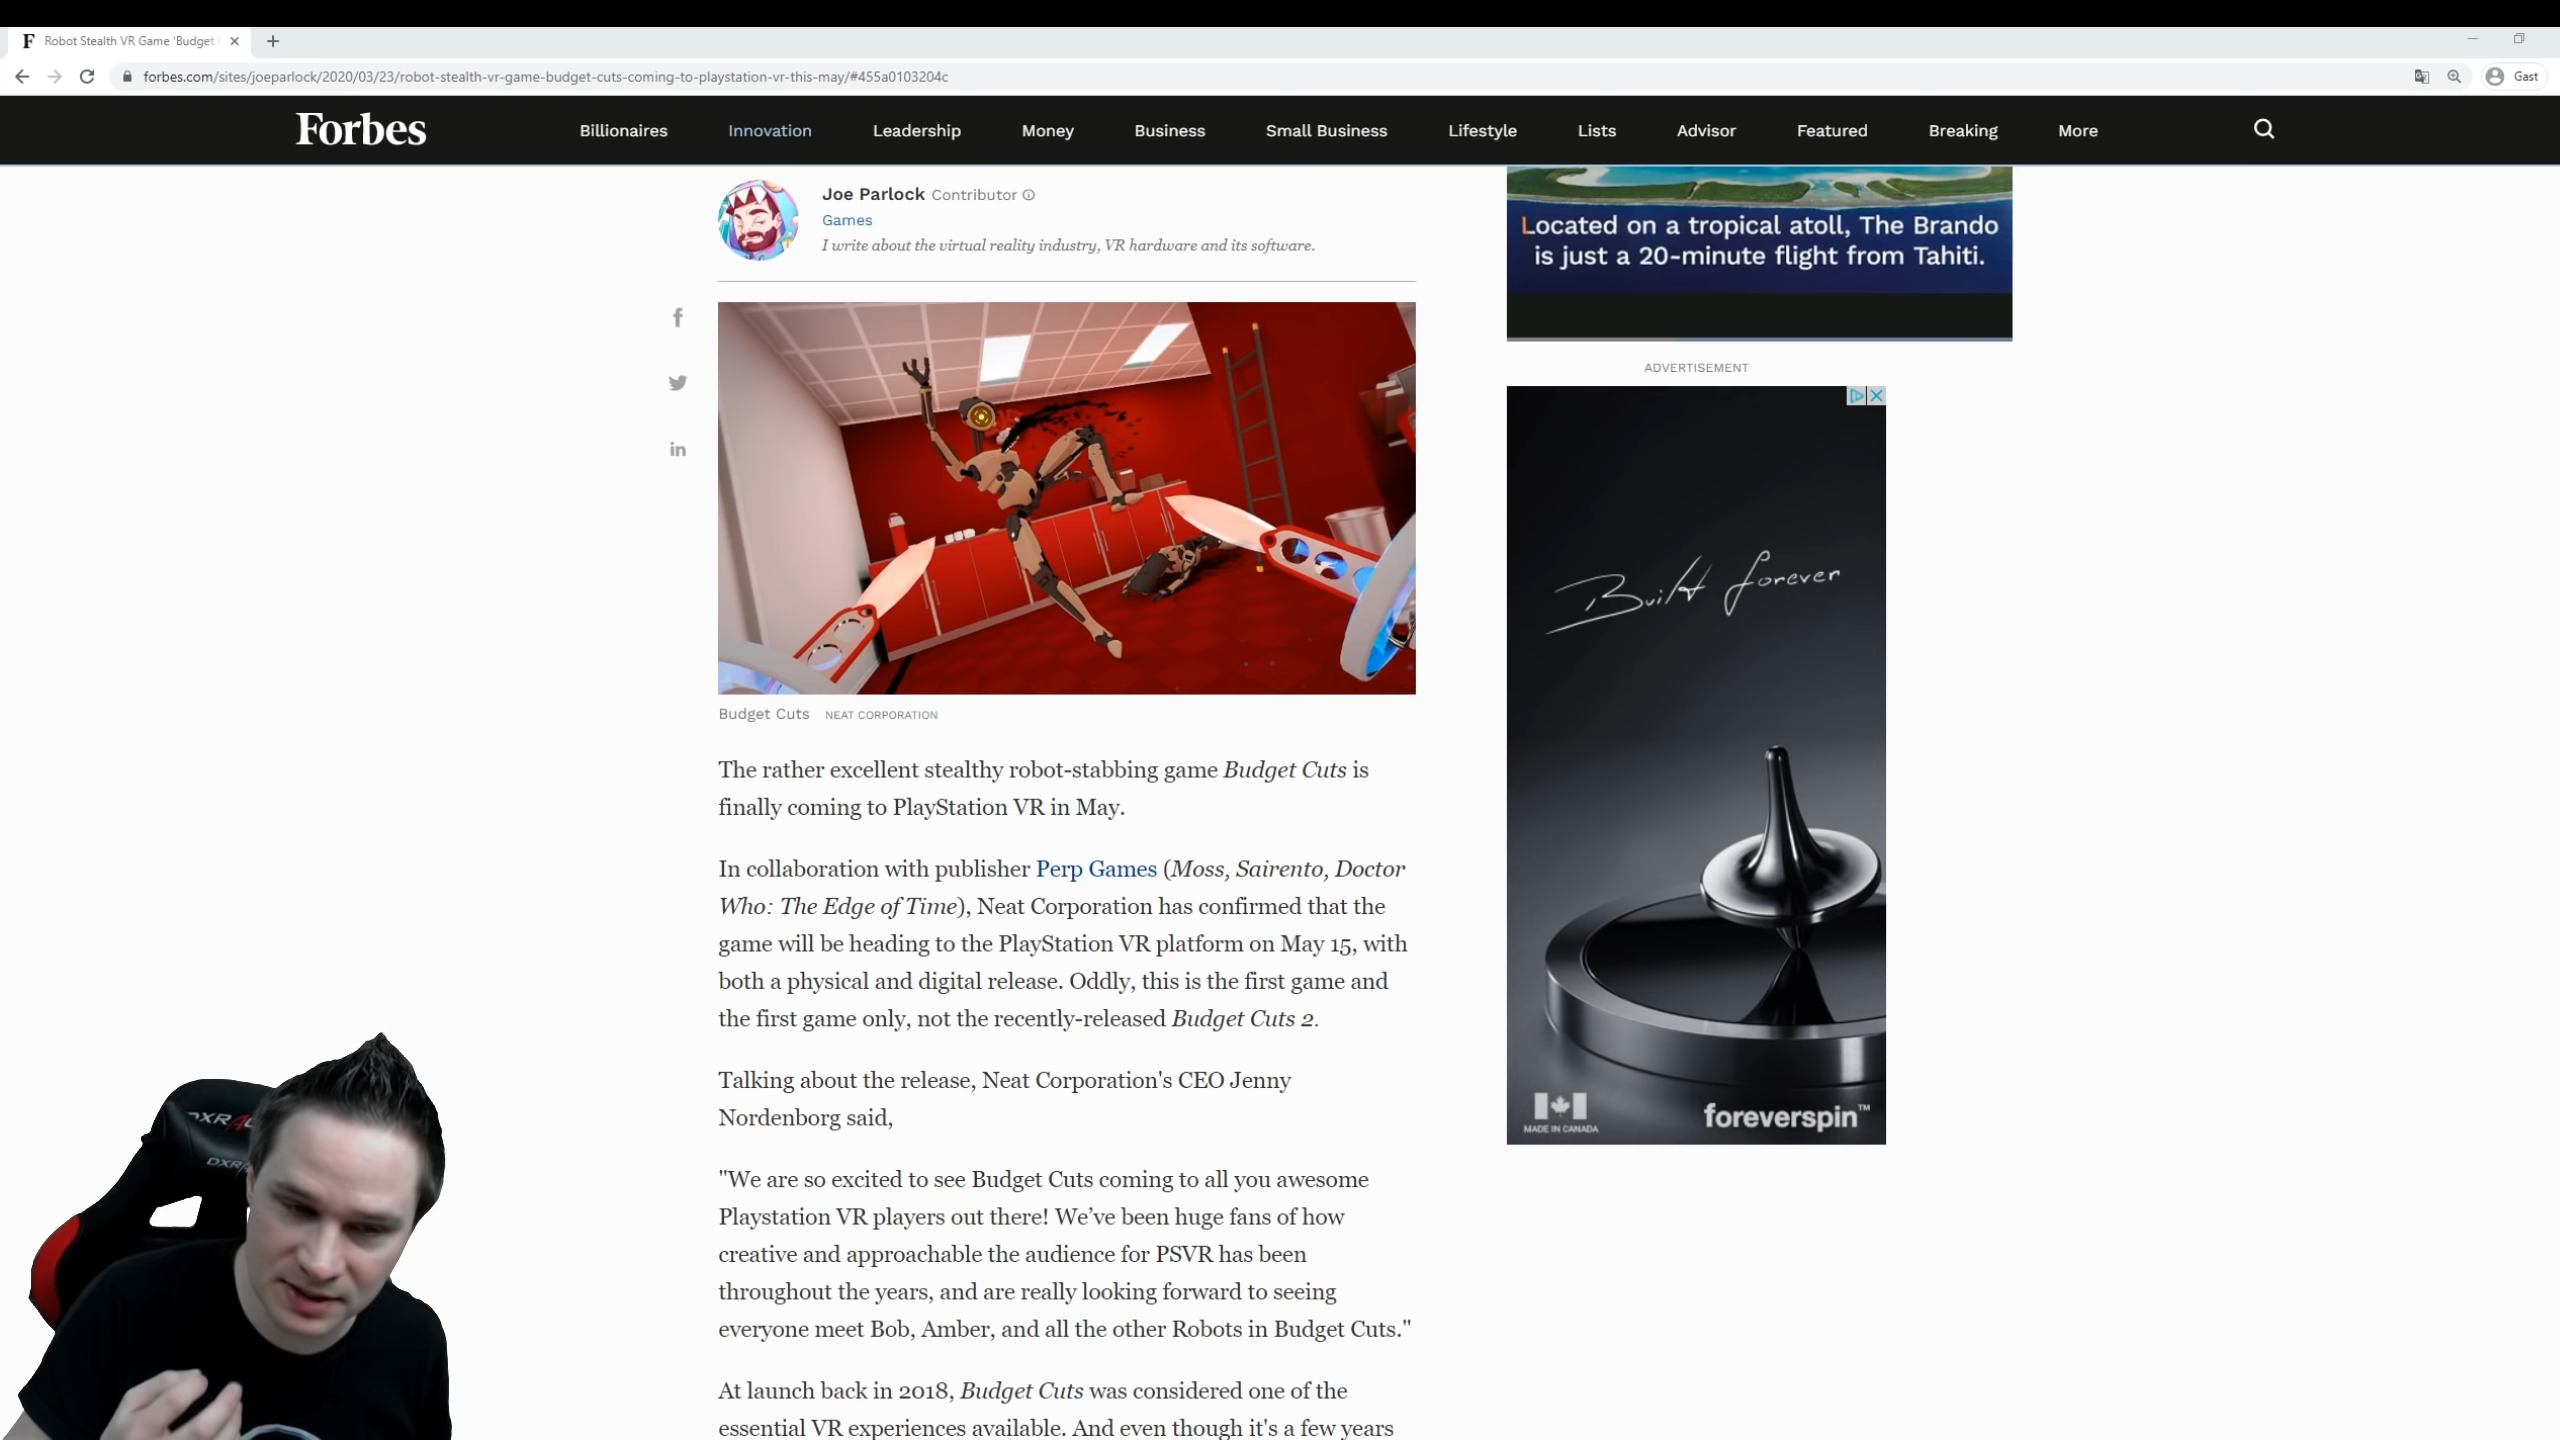 Robot Stealth VR Game 'Budget
forbes.com/sites/joeparlock/2020/03/23/robot-stealth-vr-game-budget-cuts-coming-to-playstation-vr-this-may/#455a0103204c
Gast
Forbes
Billionaires
Innovation
Leadership
Money
Business
Small Business
Lifestyle
Lists
Advisor
Featured
Breaking
More
Joe Parlock Contributor
Games
I write about the virtual reality industry, VR hardware and its software.
Located on a tropical atoll, The Brando
is just a 20-minute flight from Tahiti.
ADVERTISEMENT
Built forever
MADE IN CANADA
foreverspin™
Budget Cuts NEAT CORPORATION
The rather excellent stealthy robot-stabbing game Budget Cuts is
finally coming to PlayStation VR in May.
In collaboration with publisher Perp Games (Moss, Sairento, Doctor
Who: The Edge of Time), Neat Corporation has confirmed that the
game will be heading to the PlayStation VR platform on May 15, with
both a physical and digital release. Oddly, this is the first game and
the first game only, not the recently-released Budget Cuts 2.
Talking about the release, Neat Corporation's CEO Jenny
Nordenborg said,
"We are so excited to see Budget Cuts coming to all you awesome
Playstation VR players out there! We’ve been huge fans of how
creative and approachable the audience for PSVR has been
throughout the years, and are really looking forward to seeing
everyone meet Bob, Amber, and all the other Robots in Budget Cuts."
At launch back in 2018, Budget Cuts was considered one of the
essential VR experiences available. And even though it's a few years